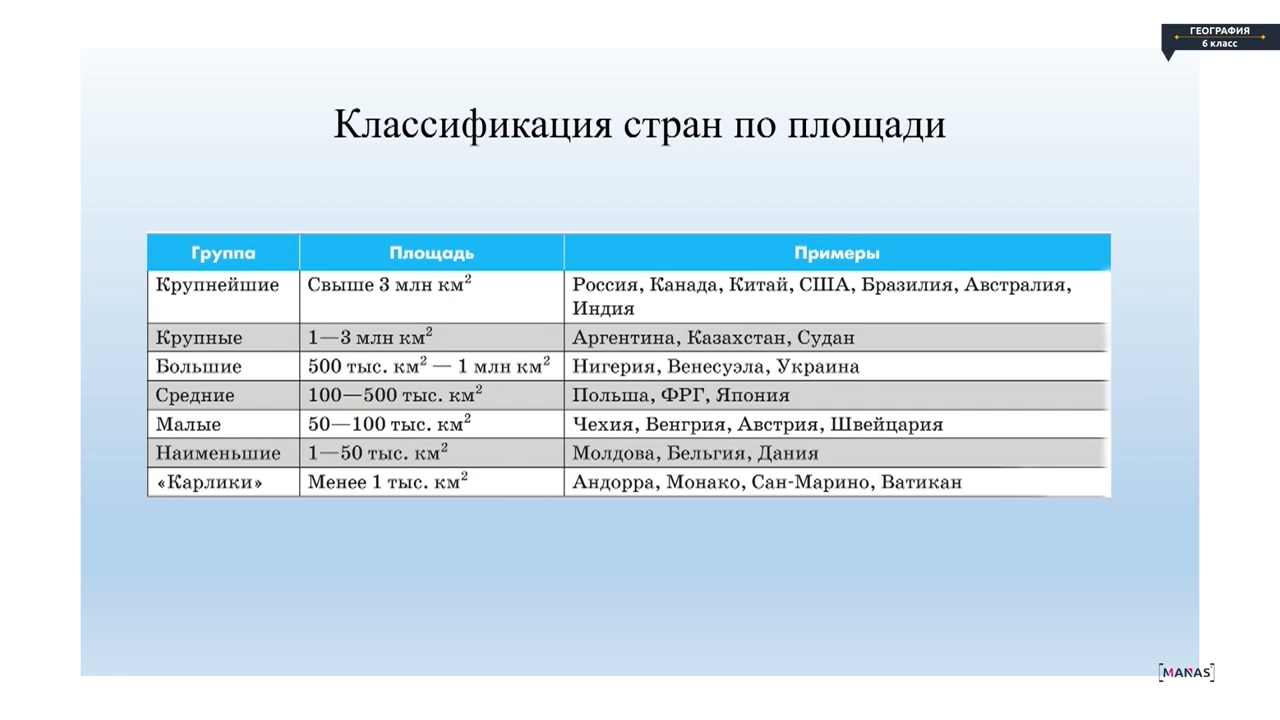 ГЕОГРАФИЯ
6 класс
Классификация стран по площади
Группа Площадь Примеры
Крупнейшие Свыше 3 млн км² Россия, Канада, Китай, США, Бразилия, Австралия,
Индия
Крупные 1—3 млн км² Аргентина, Казахстан, Судан
Большие 500 тыс. км² — 1 млн км² Нигерия, Венесуэла, Украина
Средние 100—500 тыс. км² Польша, ФРГ, Япония
Малые 50—100 тыс. км² Чехия, Венгрия, Австрия, Швейцария
Наименьшие 1—50 тыс. км² Молдова, Бельгия, Дания
«Карлики» Менее 1 тыс. км² Андорра, Монако, Сан-Марино, Ватикан
[MANAS]